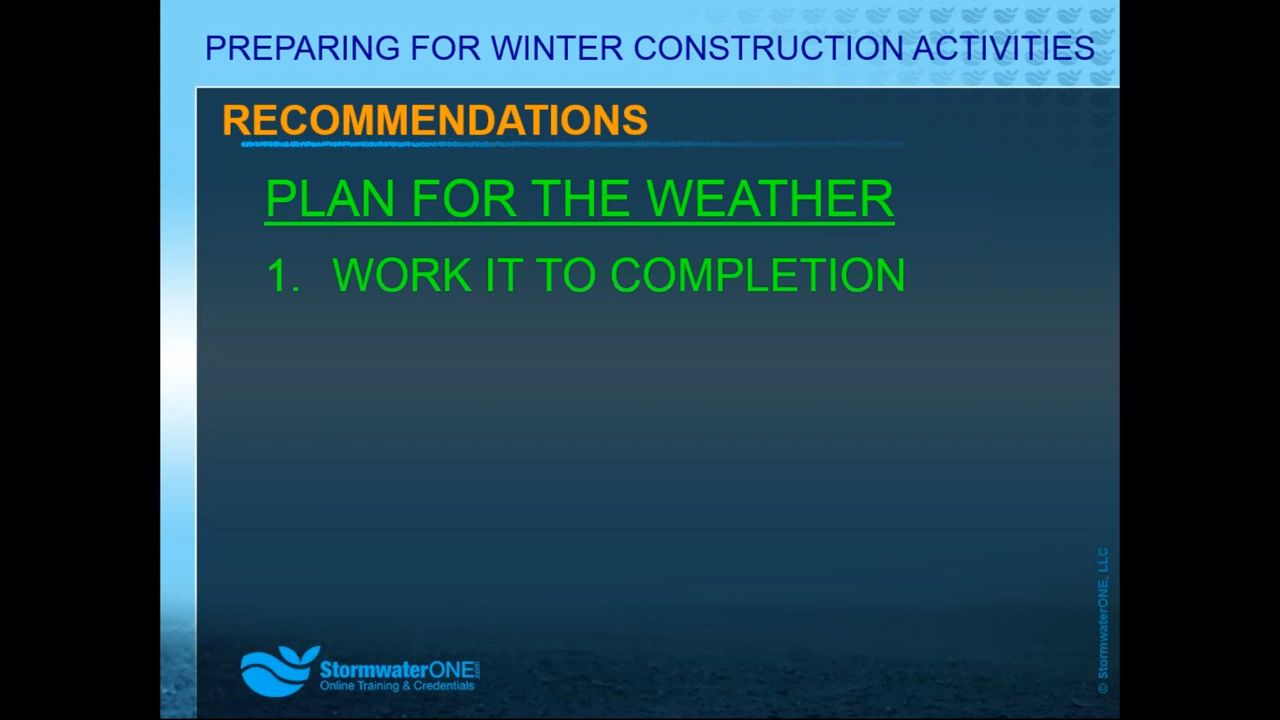 PREPARING FOR WINTER CONSTRUCTION ACTIVITIES
RECOMMENDATIONS
PLAN FOR THE WEATHER
1. WORK IT TO COMPLETION
StormwaterONE.com
Online Training & Credentials
© StormwaterONE, LLC